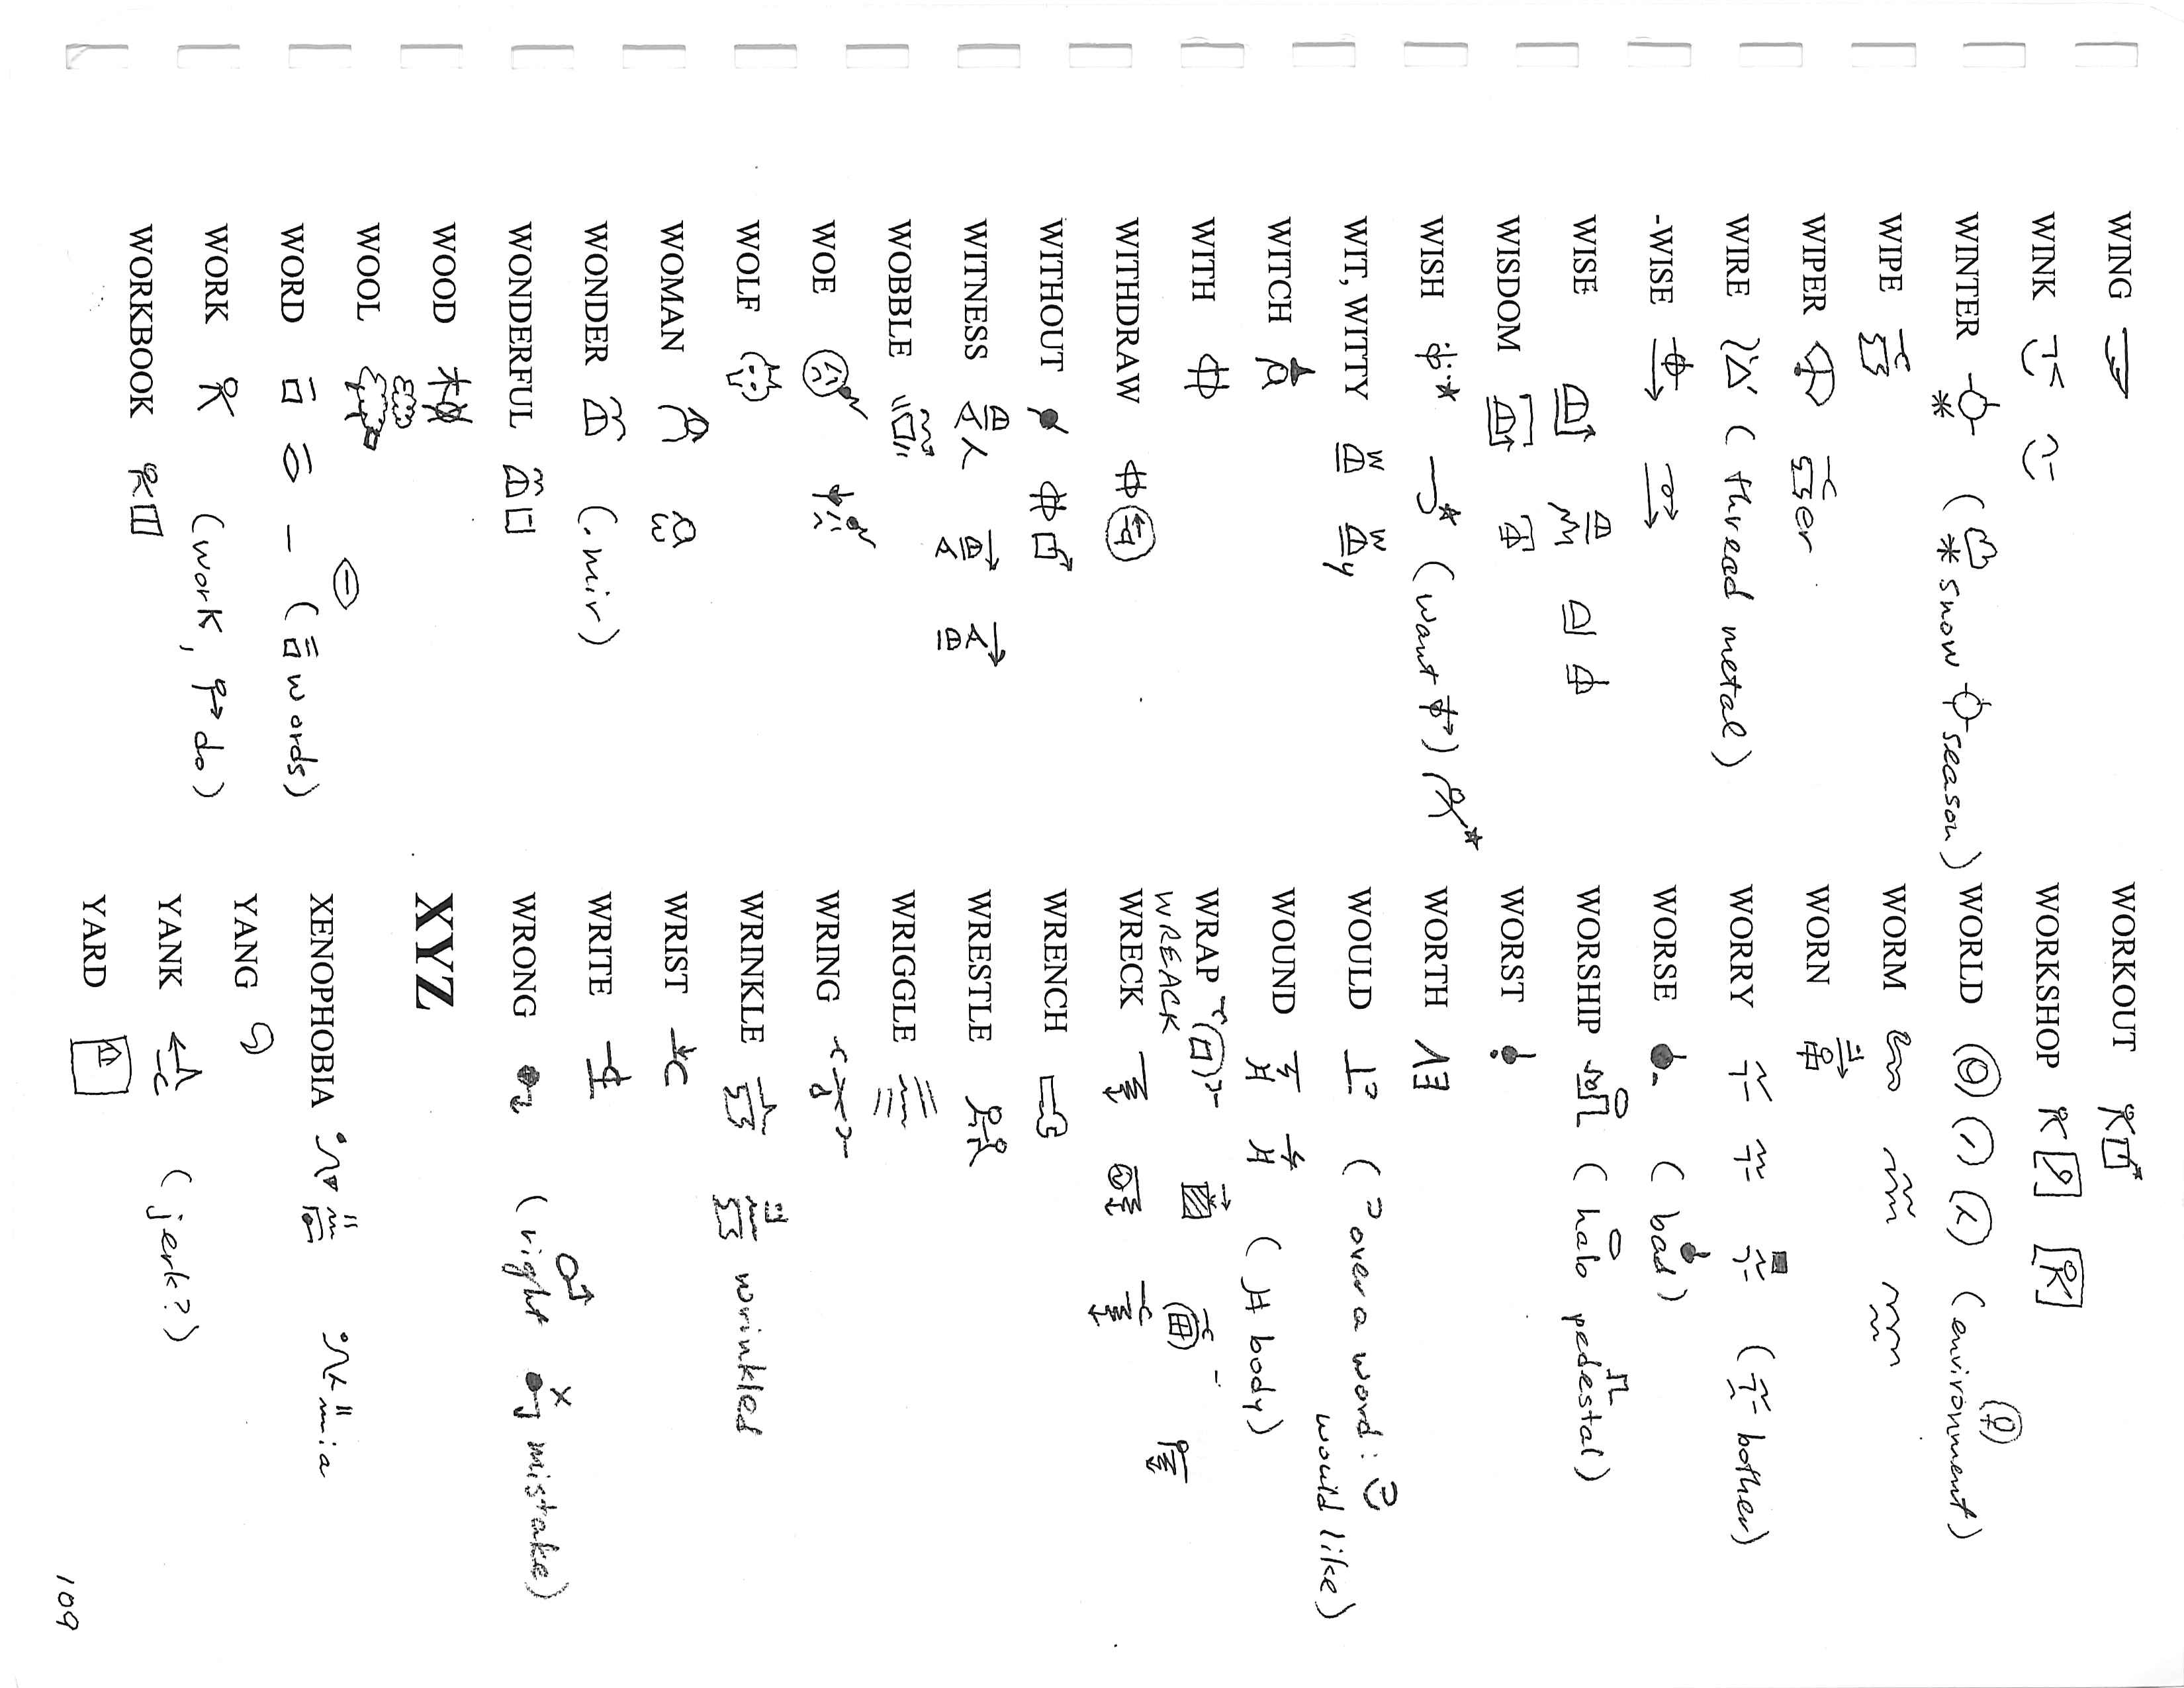 WING
WINK
WINTER (snow season)
WIPE
WIPER er
WIRE (thread metal)
-WISE
WISE
WISDOM
WISH (want)
WIT, WITTY w w y
WITCH
WITH
WITHDRAW
WITHOUT
WITNESS
WOBBLE
WOE
WOLF
WOMAN
WONDER (.mir)
WONDERFUL
WOOD
WOOL
WORD (words)
WORK (work, do)
WORKBOOK
WORKOUT
WORKSHOP
WORLD (environment)
WORM
WORN
WORRY (bother)
WORSE (bad)
WORSHIP (halo pedestal)
WORST
WORTH
WOULD (? over a word:
would like)
WOUND (H body)
WRAP
WREACK
WRECK
WRENCH
WRESTLE
WRIGGLE
WRING
WRINKLE wrinkled
WRIST
WRITE
WRONG (right x mistake)
XYZ
XENOPHOBIA mia
YANG
YANK (jerk?)
YARD
109